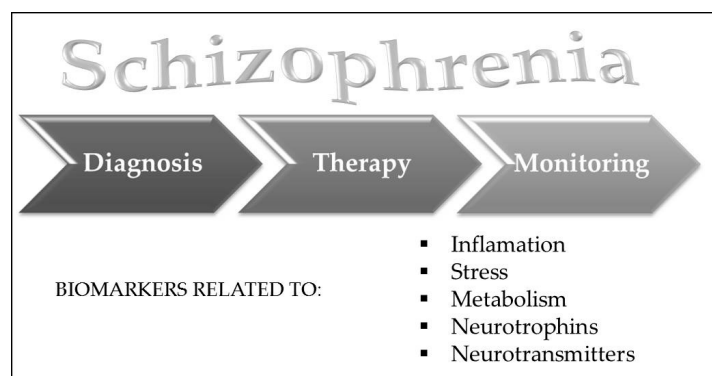 Schizophrenia
Diagnosis Therapy Monitoring
BIOMARKERS RELATED TO:
▪ Inflamation
▪ Stress
▪ Metabolism
▪ Neurotrophins
▪ Neurotransmitters